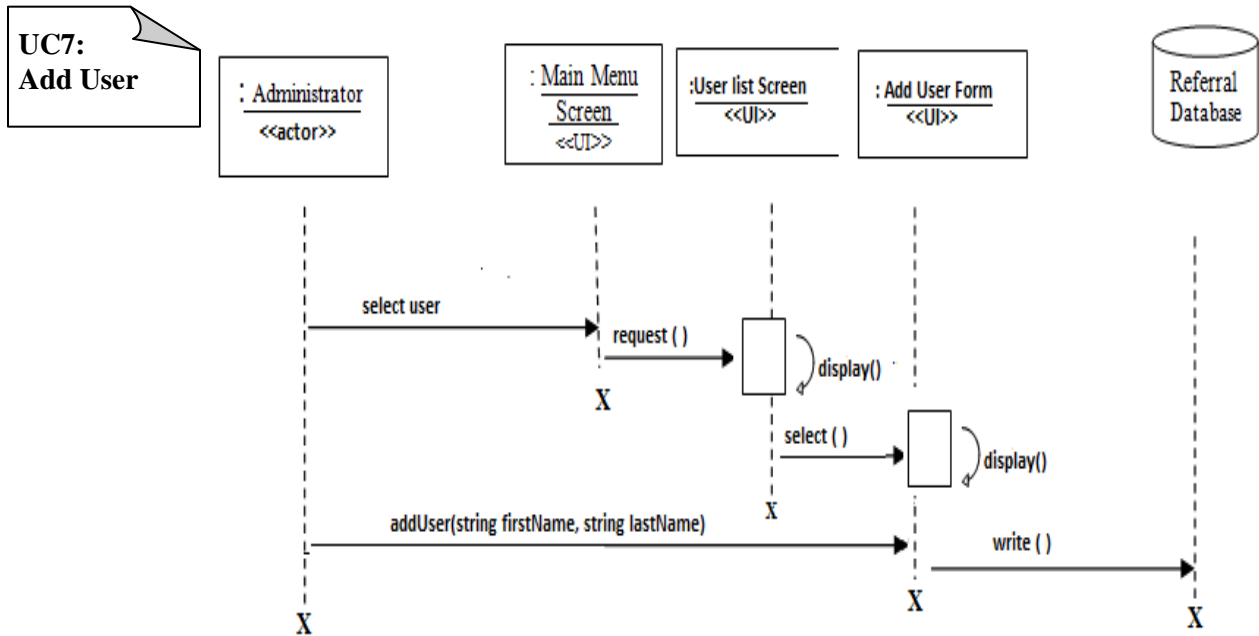 UC7:
Add User
: Administrator
<<actor>>
: Main Menu
Screen
<<UI>>
:User list Screen
<<UI>>
: Add User Form
<<UI>>
Referral
Database
select user
request ( )
display()
X
select ( )
display()
x
addUser(string firstName, string lastName)
write ( )
X
X
X